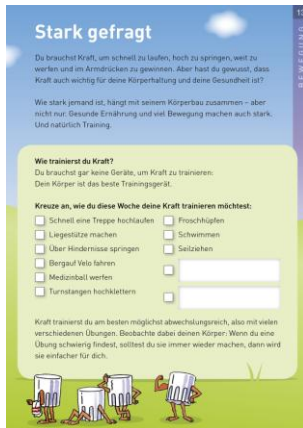 Stark gefragt
Du brauchst Kraft, um schnell zu laufen, hoch zu springen, weit zu
werfen und im Armdrücken zu gewinnen. Aber hast du gewusst, dass
Kraft auch wichtig für deine Körperhaltung und deine Gesundheit ist?
Wie stark jemand ist, hängt mit seinem Körperbau zusammen – aber
nicht nur: Gesunde Ernährung und viel Bewegung machen auch stark.
Und natürlich Training.
Wie trainierst du Kraft?
Du brauchst gar keine Geräte, um Kraft zu trainieren:
Dein Körper ist das beste Trainingsgerät.
Kreuze an, wie du diese Woche deine Kraft trainieren möchtest:
Schnell eine Treppe hochlaufen
Liegestütze machen
Über Hindernisse springen
Bergauf Velo fahren
Medizinball werfen
Turnstangen hochklettern
Froschhüpfen
Schwimmen
Seilziehen
Kraft trainierst du am besten möglichst abwechslungsreich, also mit vielen
verschiedenen Übungen. Beobachte dabei deinen Körper: Wenn du eine
Übung schwierig findest, solltest du sie immer wieder machen, dann wird
sie einfacher für dich.
BEWEGUNG